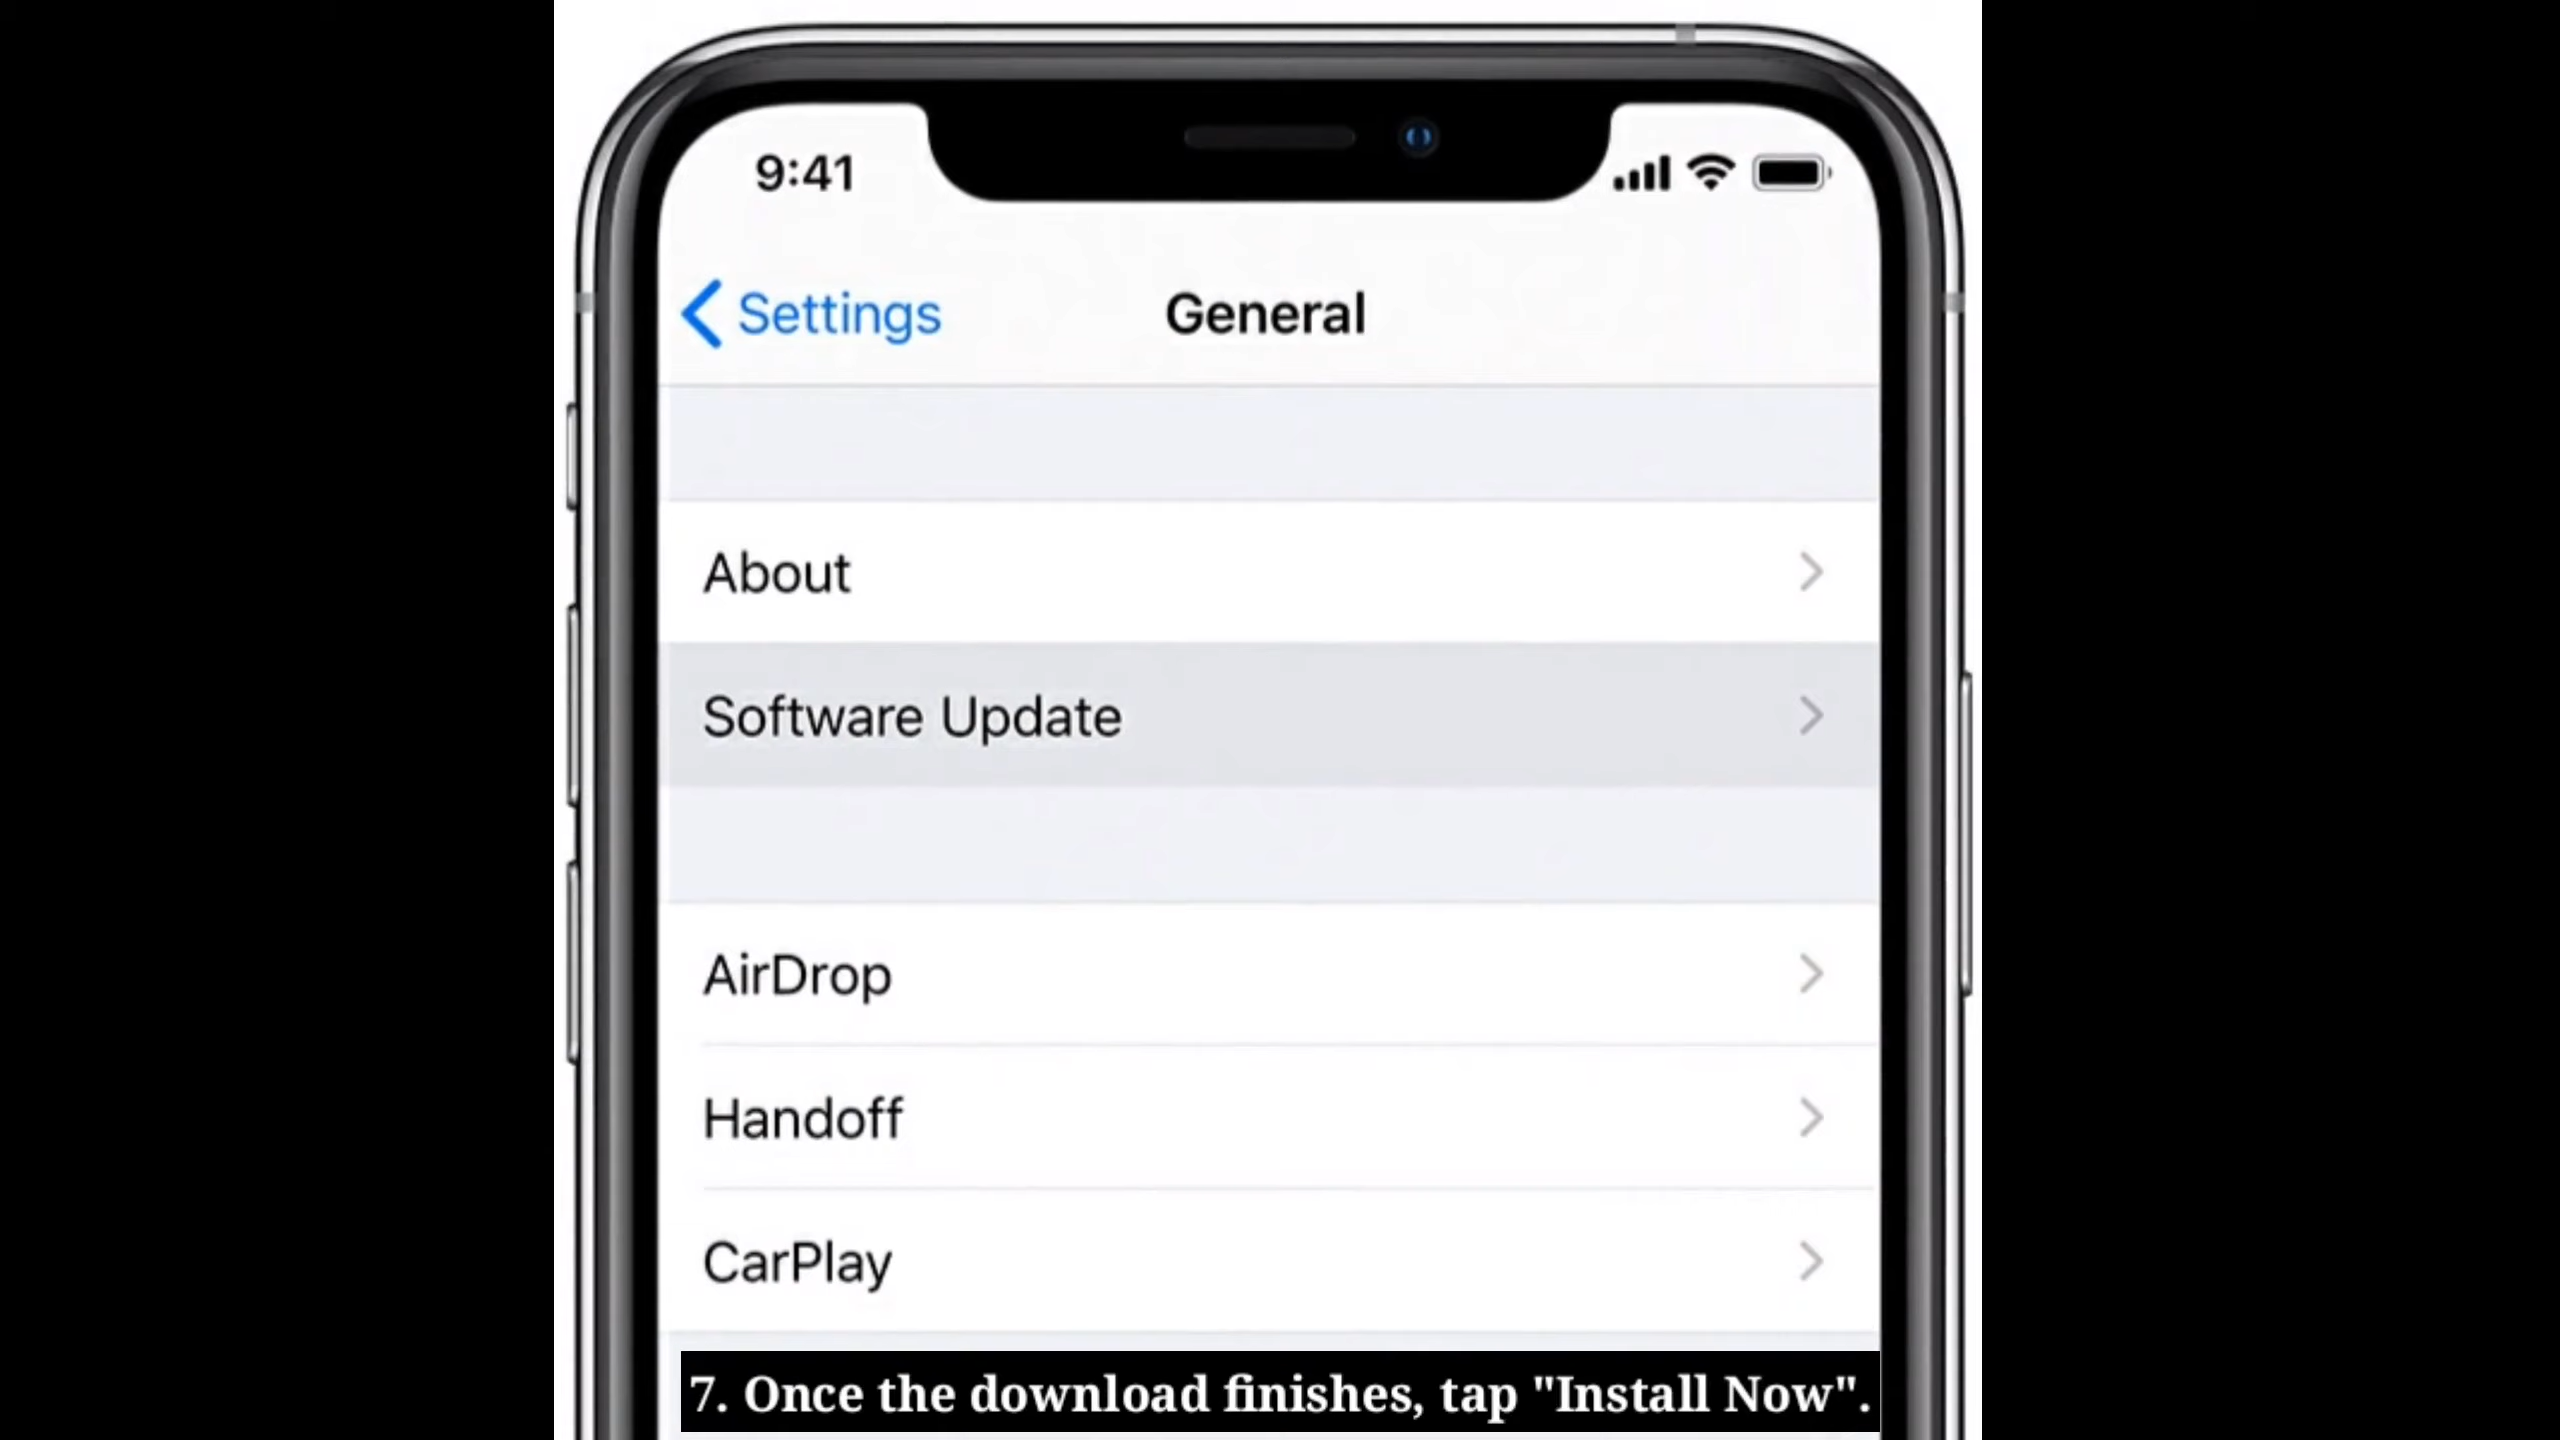 9:41
Settings
General
About
Software Update
AirDrop
Handoff
CarPlay
7. Once the download finishes, tap "Install Now".